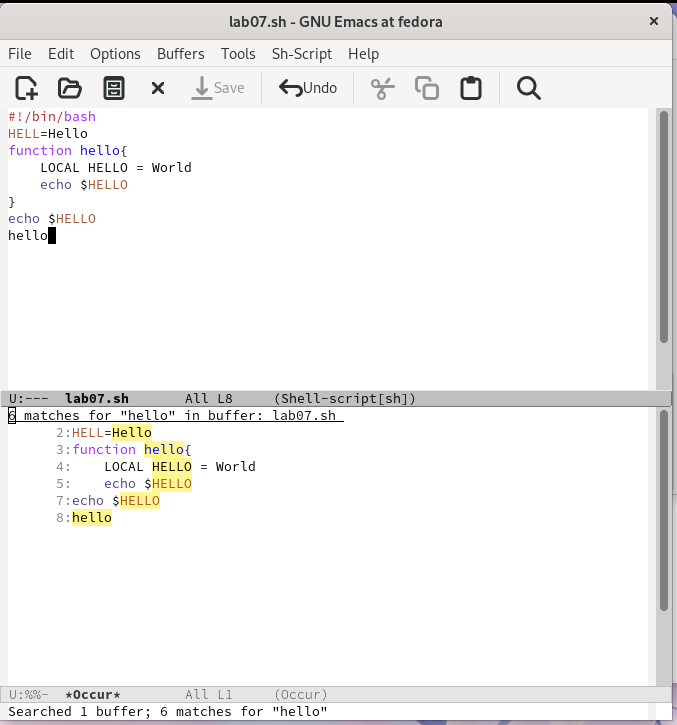 lab07.sh - GNU Emacs at fedora
File Edit Options Buffers Tools Sh-Script Help
Save Undo
#!/bin/bash
HELL=Hello
function hello{
    LOCAL HELLO = World
    echo $HELLO
}
echo $HELLO
hello
U:--- lab07.sh All L8 (Shell-script[sh])
6 matches for "hello" in buffer: lab07.sh
      2:HELL=Hello
      3:function hello{
      4:    LOCAL HELLO = World
      5:    echo $HELLO
      7:echo $HELLO
      8:hello
U:%%- *Occur* All L1 (Occur)
Searched 1 buffer; 6 matches for "hello"